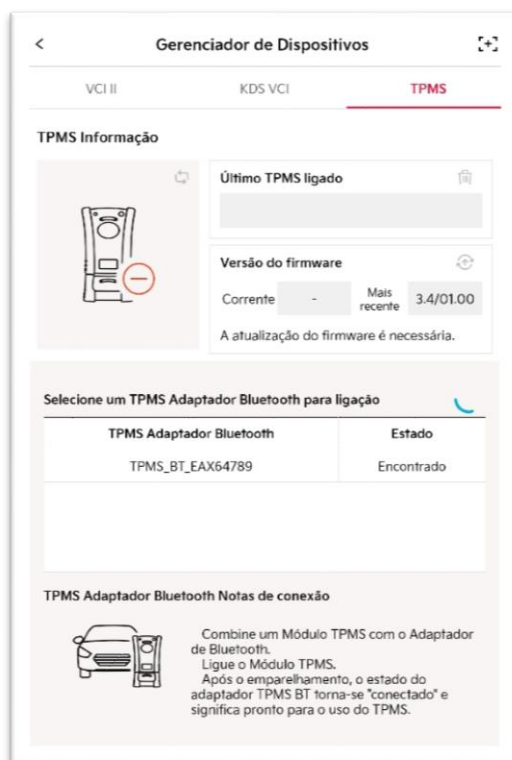 Gerenciador de Dispositivos
VCI II
KDS VCI
TPMS
TPMS Informação
Último TPMS ligado
Versão do firmware
Corrente
-
Mais
recente
3.4/01.00
A atualização do firmware é necessária.
Selecione um TPMS Adaptador Bluetooth para ligação
TPMS Adaptador Bluetooth
Estado
TPMS_BT_EAX64789
Encontrado
TPMS Adaptador Bluetooth Notas de conexão
Combine um Módulo TPMS com o Adaptador
de Bluetooth.
Ligue o Módulo TPMS.
Após o emparelhamento, o estado do
adaptador TPMS BT torna-se "conectado" e
significa pronto para o uso do TPMS.